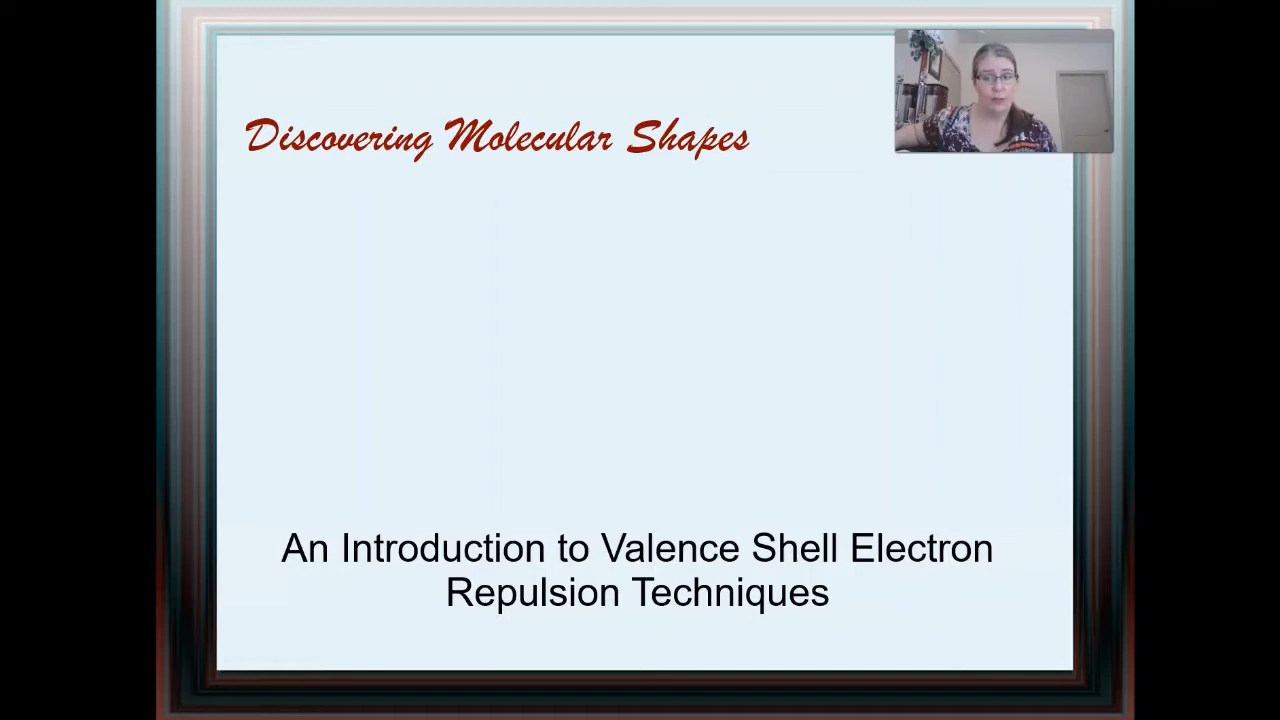 Discovering Molecular Shapes
An Introduction to Valence Shell Electron
Repulsion Techniques